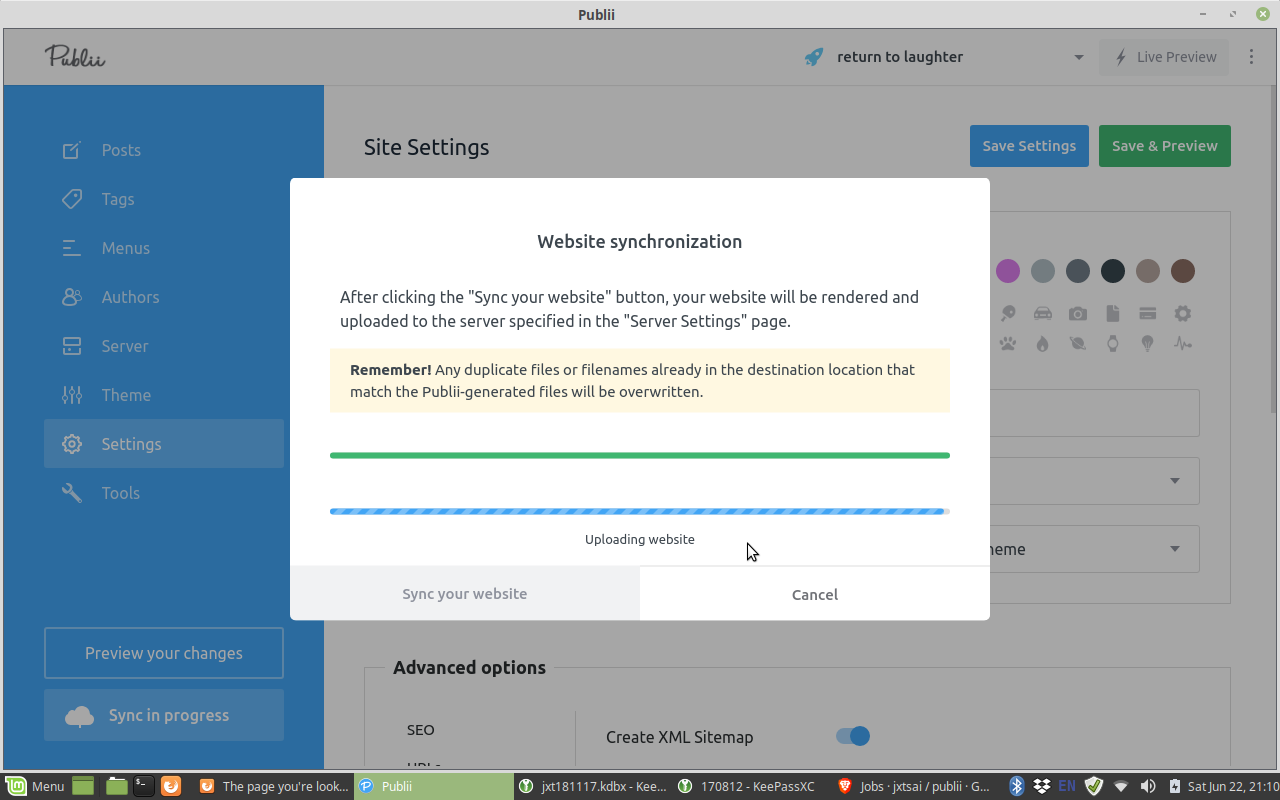 Publii
Publii
return to laughter
Live Preview
Posts
Tags
Menus
Authors
Server
Theme
Settings
Tools
Preview your changes
Sync in progress
Site Settings
Save Settings
Save & Preview
Website synchronization
After clicking the "Sync your website" button, your website will be rendered and
uploaded to the server specified in the "Server Settings" page.
Remember! Any duplicate files or filenames already in the destination location that
match the Publii-generated files will be overwritten.
Uploading website
Sync your website
Cancel
heme
Advanced options
SEO
Create XML Sitemap
URLs
Menu
The page you're look...
Publii
jxt181117.kdbx - Kee...
170812 - KeePassXC
Jobs · jxtsai / publii · G...
EN
Sat Jun 22, 21:10